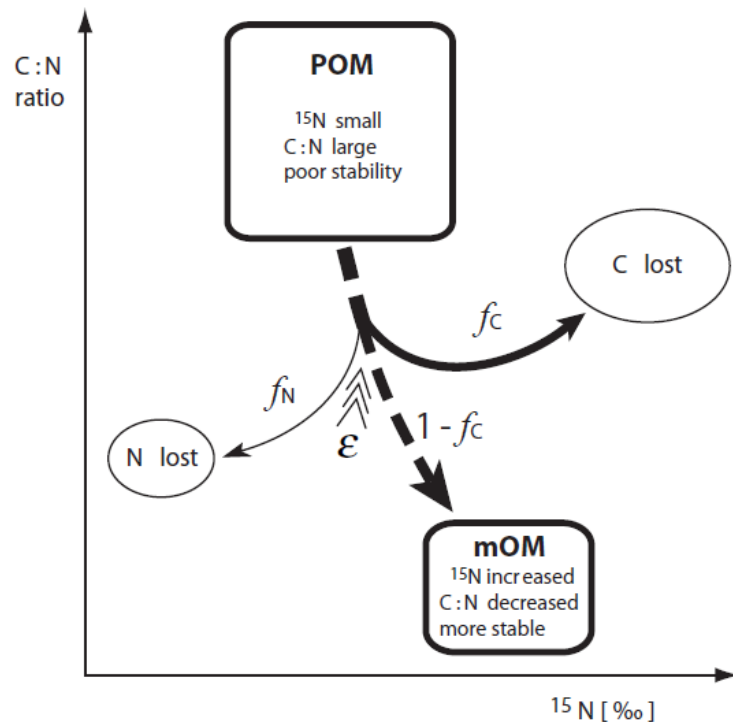 C:N
ratio
POM
¹⁵N small
C:N large
poor stability
C lost
fC
fN
N lost
ε
1 - fC
mOM
¹⁵N increased
C:N decreased
more stable
¹⁵N [‰]